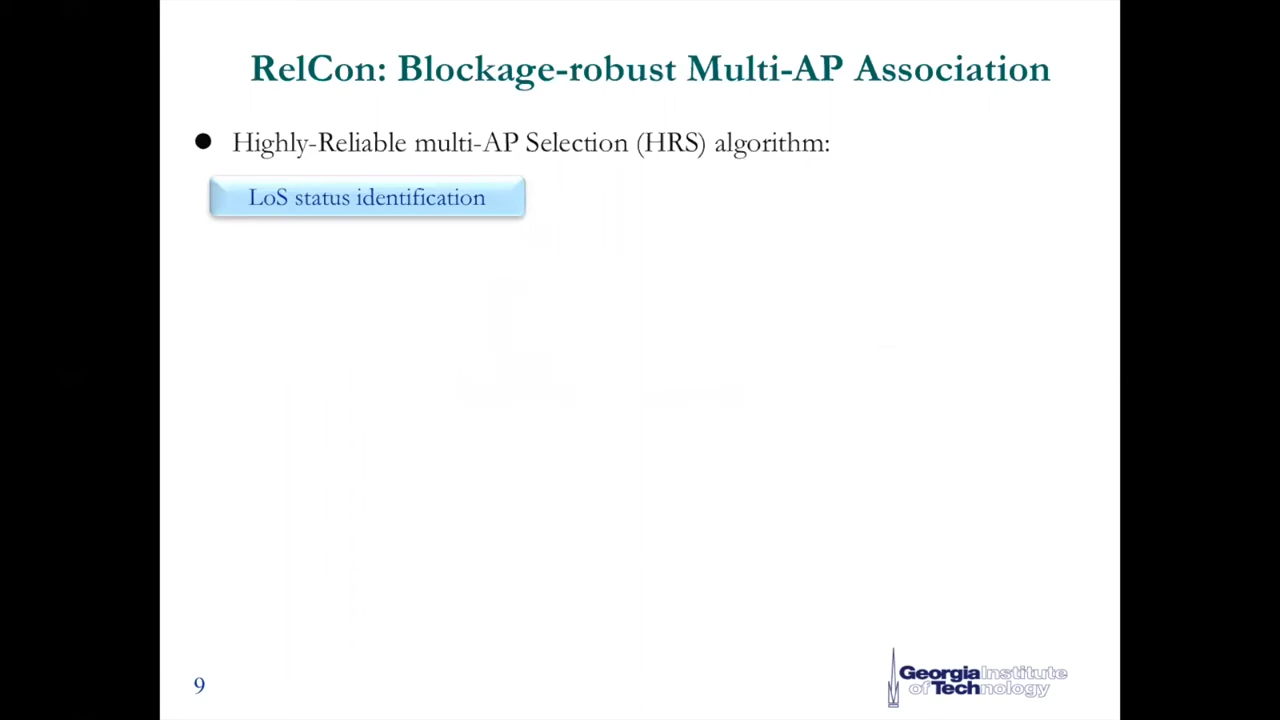 RelCon: Blockage-robust Multi-AP Association
● Highly-Reliable multi-AP Selection (HRS) algorithm:
LoS status identification
9
Georgia Institute
of Technology